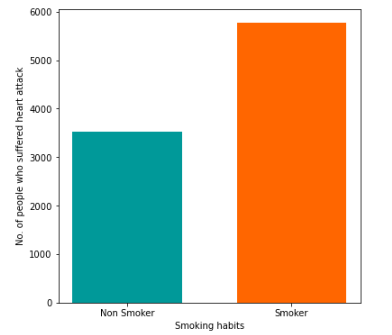 6000
5000
4000
3000
2000
1000
0
No. of people who suffered heart attack
Non Smoker
Smoker
Smoking habits